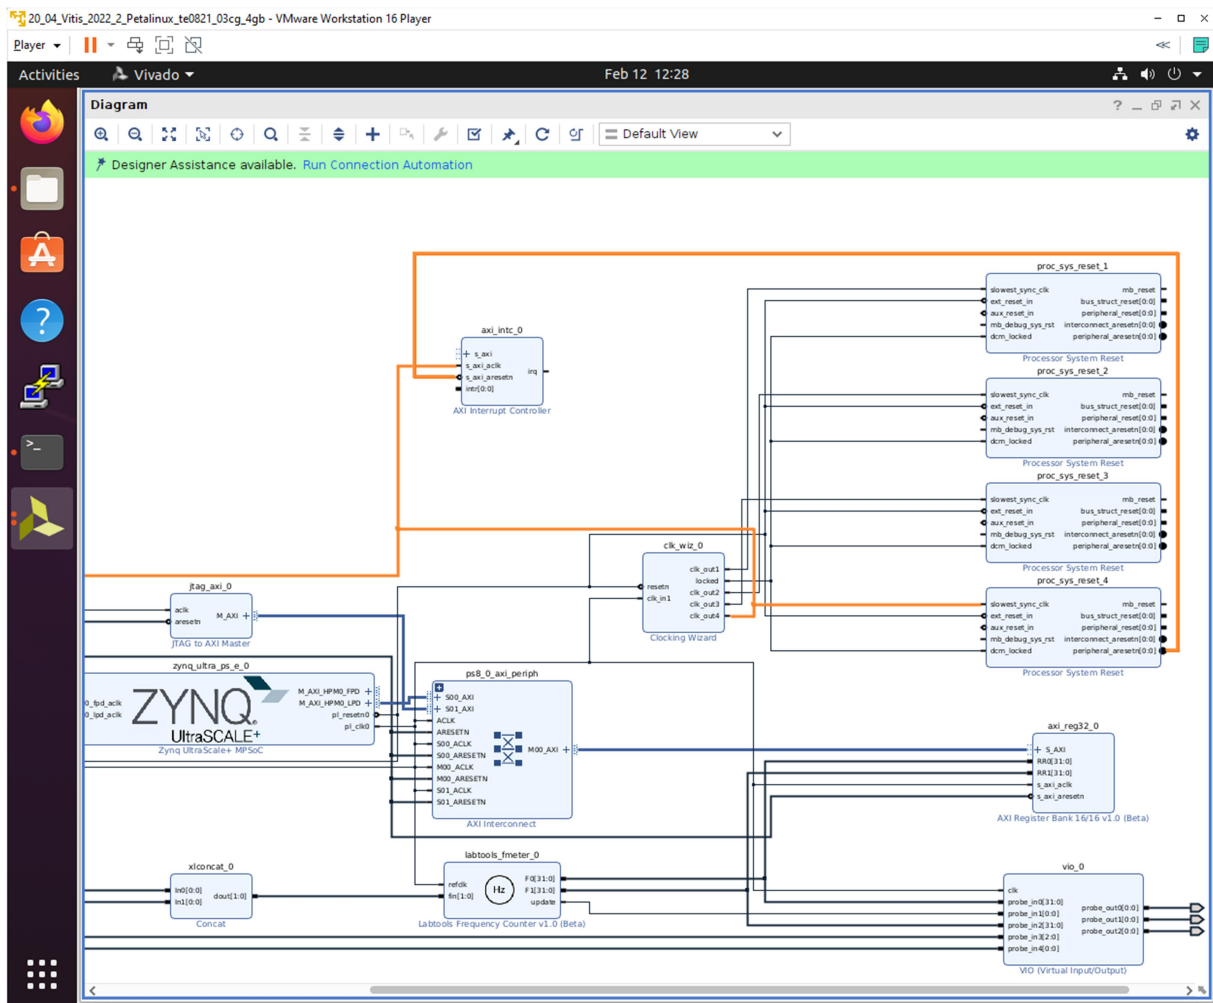 20_04_Vitis_2022_2_Petalinux_te0821_03cg_4gb - VMware Workstation 16 Player
Player
Activities
Vivado
Feb 12 12:28
Diagram
Default View
Designer Assistance available. Run Connection Automation
proc_sys_reset_1
slowest_sync_clk
ext_reset_in
aux_reset_in
mb_debug_sys_rst
dcm_locked
mb_reset
bus_struct_reset[0:0]
peripheral_reset[0:0]
interconnect_aresetn[0:0]
peripheral_aresetn[0:0]
Processor System Reset
axi_intc_0
s_axi
s_axi_aclk
s_axi_aresetn
intr[0:0]
irq
AXI Interrupt Controller
proc_sys_reset_2
slowest_sync_clk
ext_reset_in
aux_reset_in
mb_debug_sys_rst
dcm_locked
mb_reset
bus_struct_reset[0:0]
peripheral_reset[0:0]
interconnect_aresetn[0:0]
peripheral_aresetn[0:0]
Processor System Reset
proc_sys_reset_3
slowest_sync_clk
ext_reset_in
aux_reset_in
mb_debug_sys_rst
dcm_locked
mb_reset
bus_struct_reset[0:0]
peripheral_reset[0:0]
interconnect_aresetn[0:0]
peripheral_aresetn[0:0]
Processor System Reset
clk_wiz_0
resetn
clk_in1
clk_out1
locked
clk_out2
clk_out3
clk_out4
Clocking Wizard
proc_sys_reset_4
slowest_sync_clk
ext_reset_in
aux_reset_in
mb_debug_sys_rst
dcm_locked
mb_reset
bus_struct_reset[0:0]
peripheral_reset[0:0]
interconnect_aresetn[0:0]
peripheral_aresetn[0:0]
Processor System Reset
jtag_axi_0
aclk
aresetn
M_AXI
JTAG to AXI Master
zynq_ultra_ps_e_0
0_fpd_aclk
0_lpd_aclk
ZYNQ
UltraSCALE+
M_AXI_HPM0_FPD
M_AXI_HPM0_LPD
pl_resetn0
pl_clk0
Zynq UltraScale+ MPSoC
ps8_0_axi_periph
S00_AXI
S01_AXI
ACLK
ARESETN
S00_ACLK
S00_ARESETN
M00_ACLK
M00_ARESETN
S01_ACLK
S01_ARESETN
M00_AXI
AXI Interconnect
axi_reg32_0
S_AXI
RR0[31:0]
RR1[31:0]
s_axi_aclk
s_axi_aresetn
AXI Register Bank 16/16 v1.0 (Beta)
xlconcat_0
In0[0:0]
In1[0:0]
dout[1:0]
Concat
labtools_fmeter_0
refclk
fin[1:0]
Hz
F0[31:0]
F1[31:0]
update
Labtools Frequency Counter v1.0 (Beta)
vio_0
clk
probe_in0[31:0]
probe_in1[0:0]
probe_in2[31:0]
probe_in3[2:0]
probe_in4[0:0]
probe_out0[0:0]
probe_out1[0:0]
probe_out2[0:0]
VIO (Virtual Input/Output)